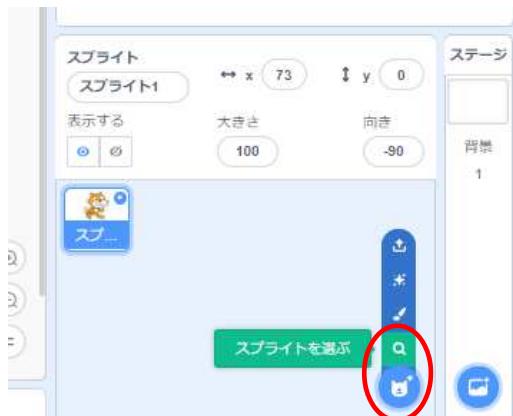 スプライト
スプライト1
x 73
y 0
表示する
大きさ
向き
100
-90
スプ...
スプライトを選ぶ
ステージ
背景
1